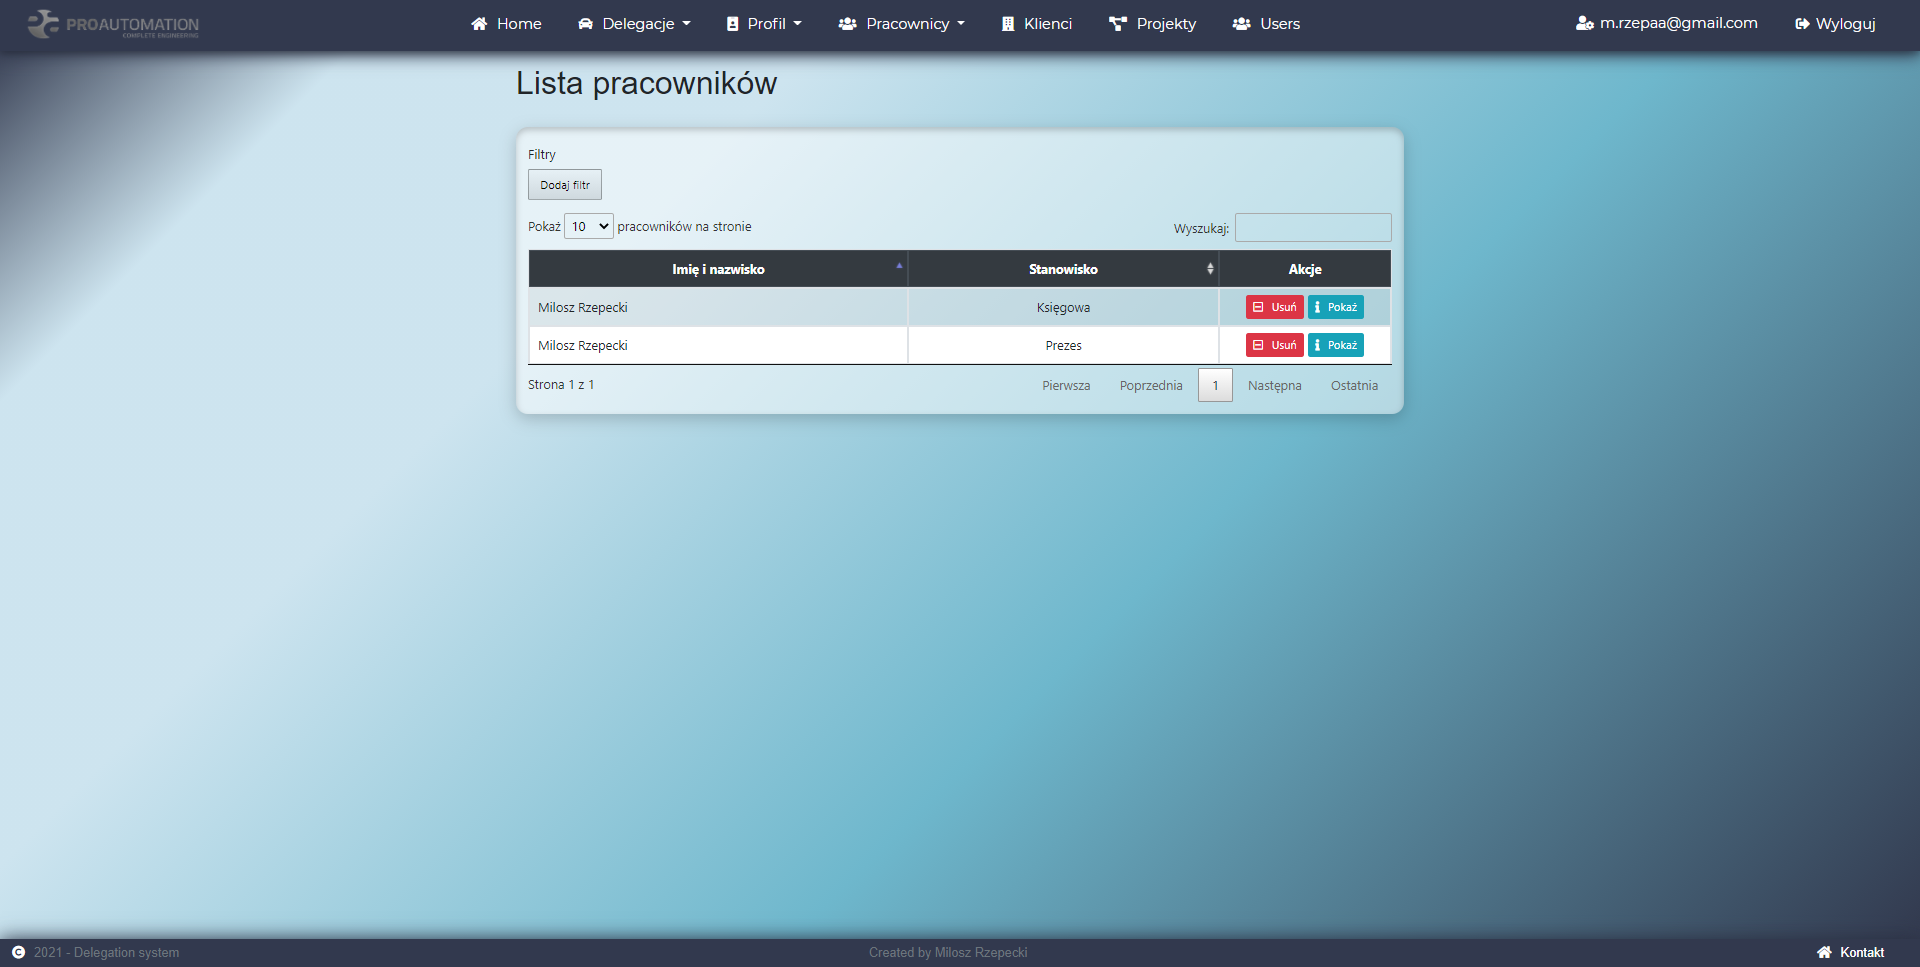 PROAUTOMATION
COMPLETE ENGINEERING
Home Delegacje Profil Pracownicy Klienci Projekty Users m.rzepaa@gmail.com Wyloguj
Lista pracowników
Filtry
Dodaj filtr
Pokaż 10 pracowników na stronie Wyszukaj:
Imię i nazwisko Stanowisko Akcje
Milosz Rzepecki Księgowa Usuń Pokaż
Milosz Rzepecki Prezes Usuń Pokaż
Strona 1 z 1 Pierwsza Poprzednia 1 Następna Ostatnia
2021 - Delegation system Created by Milosz Rzepecki Kontakt